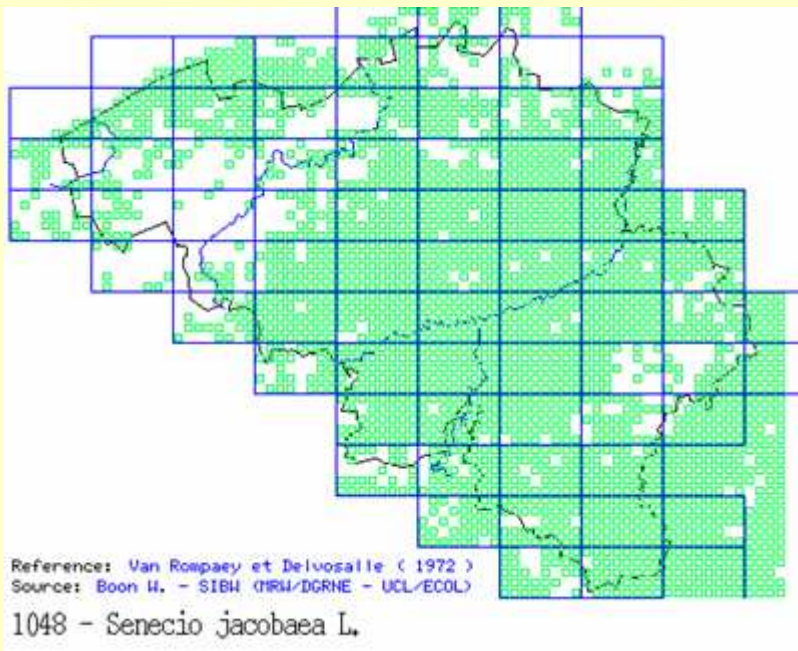 Reference: Van Rompaey et Delvosalle ( 1972 )
Source: Boon W. - SIBW (MRW/DGRNE - UCL/ECOL)
1048 - Senecio jacobaea L.